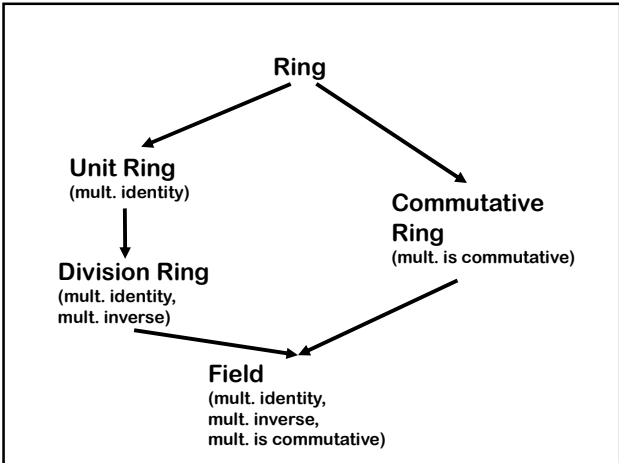 Ring
Unit Ring
(mult. identity)
Commutative
Ring
(mult. is commutative)
Division Ring
(mult. identity,
mult. inverse)
Field
(mult. identity,
mult. inverse,
mult. is commutative)